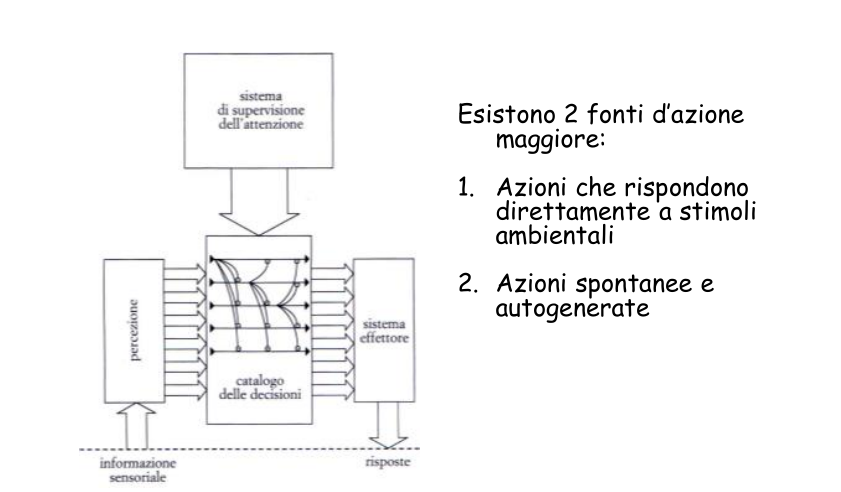 sistema
di supervisione
dell'attenzione
percezione
catalogo
delle decisioni
sistema
effettore
informazione
sensoriale
risposte
Esistono 2 fonti d'azione
maggiore:
1. Azioni che rispondono
direttamente a stimoli
ambientali
2. Azioni spontanee e
autogenerate